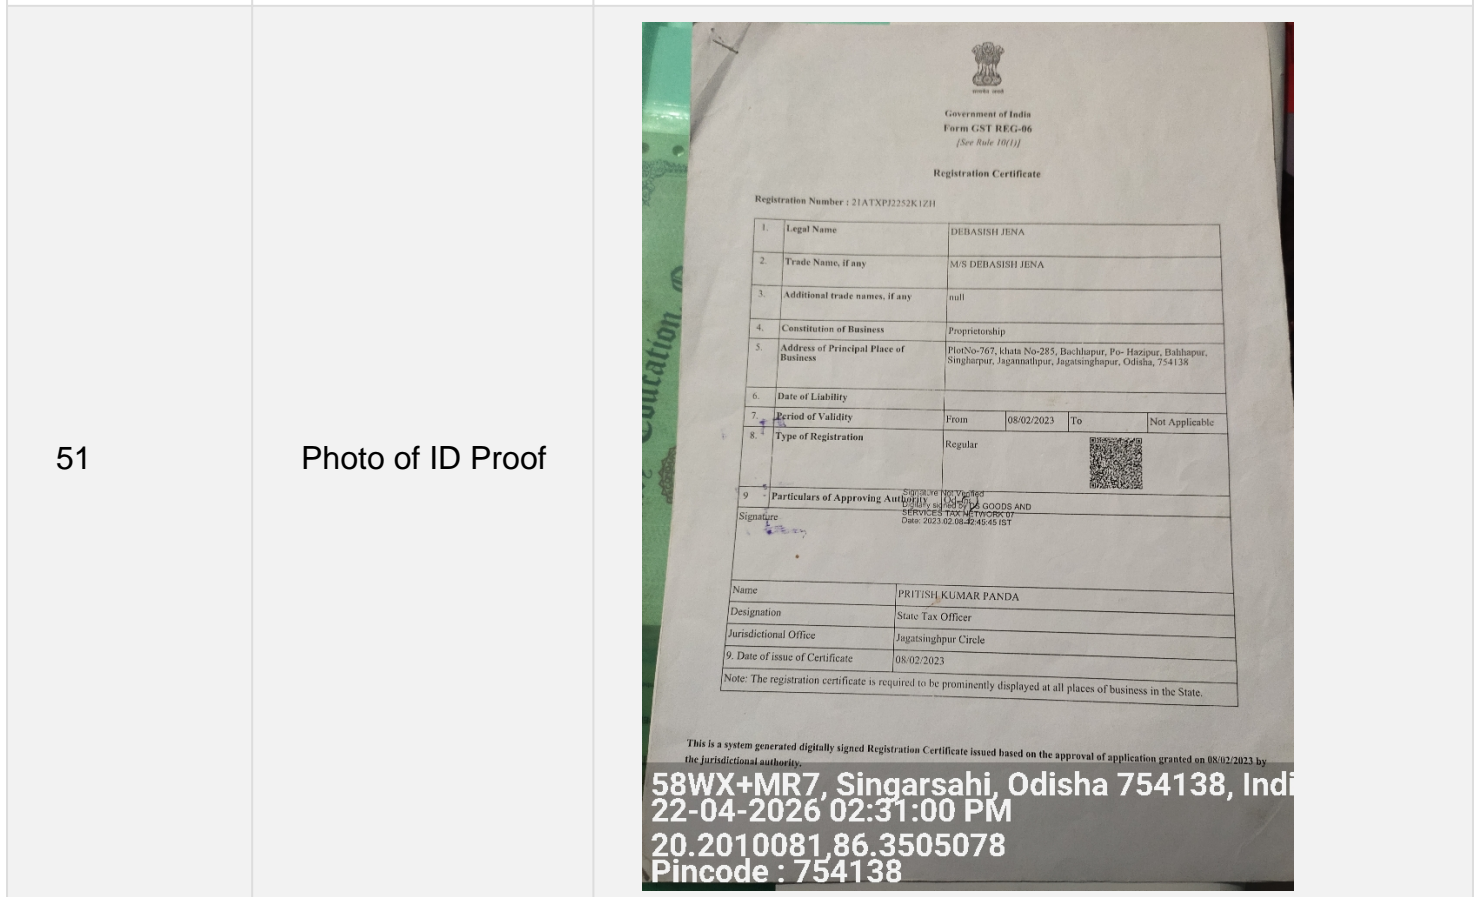 51
Photo of ID Proof
Government of India
Form GST REG-06
[See Rule 10(1)]
Registration Certificate
Registration Number : 21ATXPJ2252K1ZH
1. Legal Name DEBASISH JENA
2. Trade Name, if any M/S DEBASISH JENA
3. Additional trade names, if any null
4. Constitution of Business Proprietorship
5. Address of Principal Place of Business PlotNo-767, khata No-285, Bachhapur, Po- Hazipur, Balihapur,
Singharpur, Jagannathpur, Jagatsinghapur, Odisha, 754138
6. Date of Liability
7. Period of Validity From 08/02/2023 To Not Applicable
8. Type of Registration Regular
9 Particulars of Approving Authority
Signature Not Verified
Digitally signed by DS GOODS AND
SERVICES TAX NETWORK 07
Date: 2023.02.08 12:45:45 IST
Signature
Name PRITISH KUMAR PANDA
Designation State Tax Officer
Jurisdictional Office Jagatsinghpur Circle
9. Date of issue of Certificate 08/02/2023
Note: The registration certificate is required to be prominently displayed at all places of business in the State.
This is a system generated digitally signed Registration Certificate issued based on the approval of application granted on 08/02/2023 by
the jurisdictional authority.
58WX+MR7, Singarsahi, Odisha 754138, Indi
22-04-2026 02:31:00 PM
20.2010081,86.3505078
Pincode : 754138